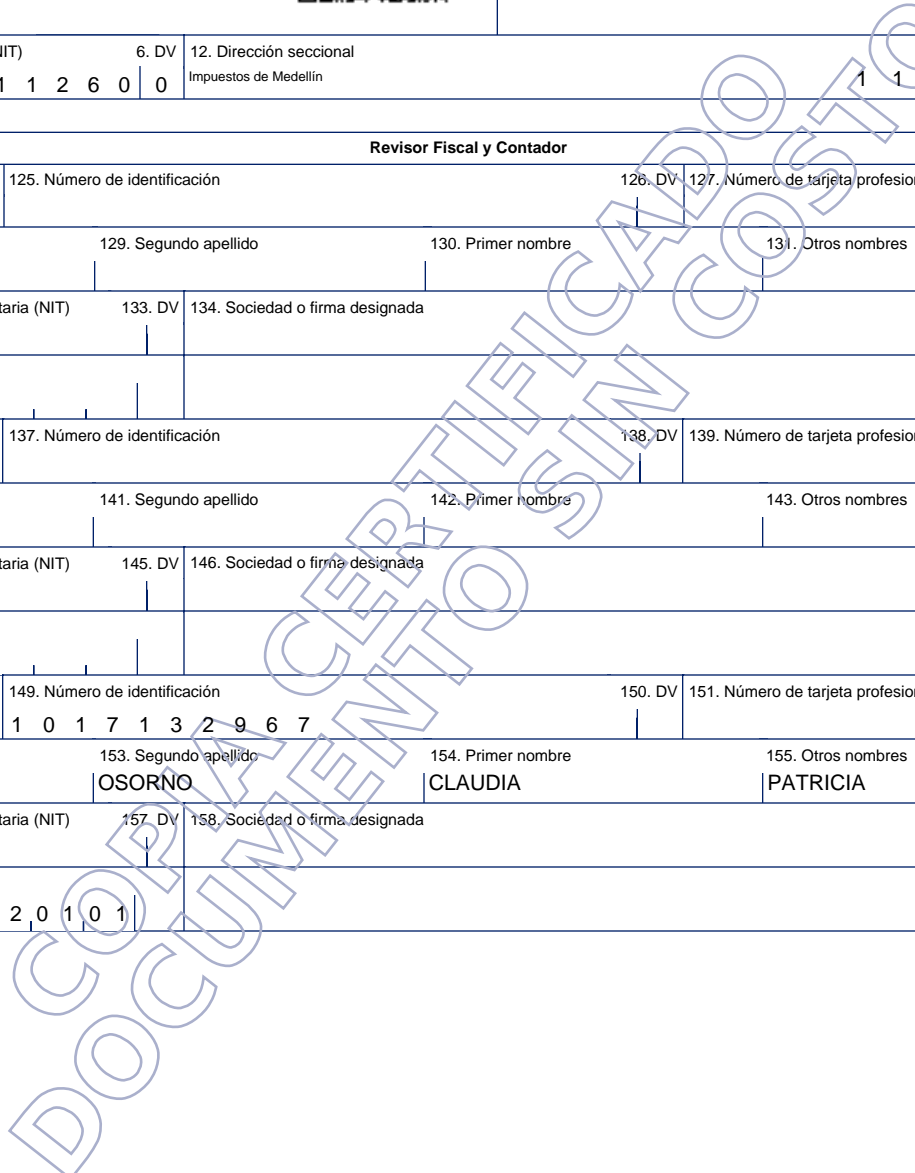 NIT) 6. DV 12. Dirección seccional
1 1 2 6 0 0 Impuestos de Medellín 1 1
Revisor Fiscal y Contador
125. Número de identificación 126. DV 127. Número de tarjeta profesion
129. Segundo apellido 130. Primer nombre 131. Otros nombres
taria (NIT) 133. DV 134. Sociedad o firma designada
137. Número de identificación 138. DV 139. Número de tarjeta profesion
141. Segundo apellido 142. Primer nombre 143. Otros nombres
taria (NIT) 145. DV 146. Sociedad o firma designada
149. Número de identificación 150. DV 151. Número de tarjeta profesion
1 0 1 7 1 3 2 9 6 7
153. Segundo apellido 154. Primer nombre 155. Otros nombres
OSORNO CLAUDIA PATRICIA
taria (NIT) 157. DV 158. Sociedad o firma designada
2 0 1 0 1
COPIA CERTIFICADO
DOCUMENTO SIN COSTO